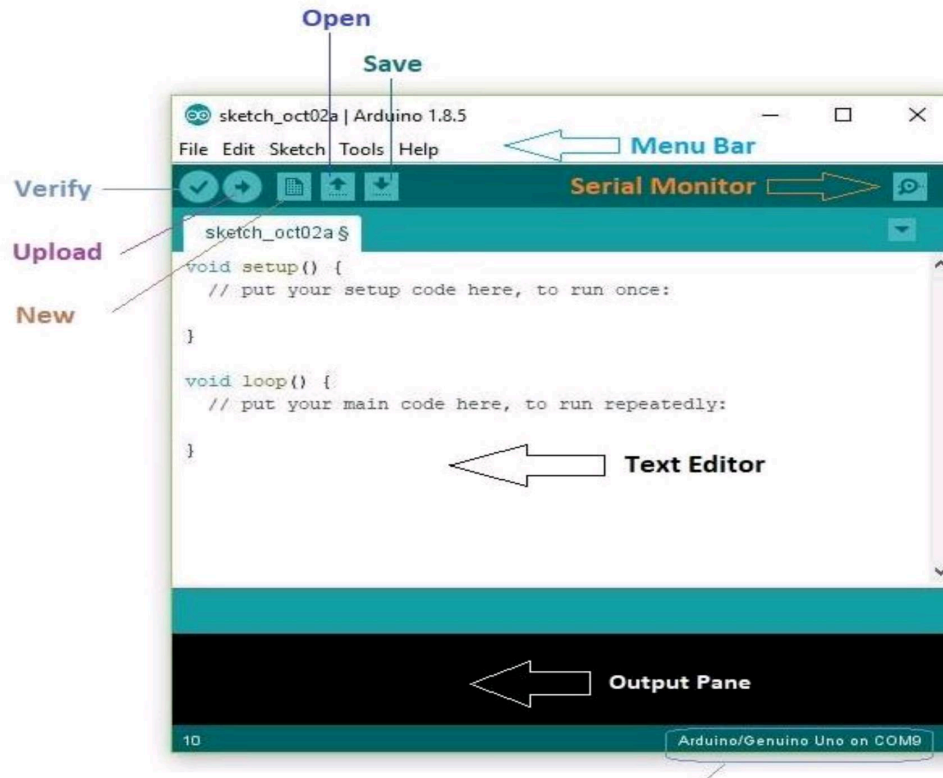 Open
Save
sketch_oct02a | Arduino 1.8.5
File Edit Sketch Tools Help
Menu Bar
Verify
Serial Monitor
sketch_oct02a §
Upload
void setup() {
// put your setup code here, to run once:
New
}
void loop() {
// put your main code here, to run repeatedly:
}
Text Editor
Output Pane
10
Arduino/Genuino Uno on COM9